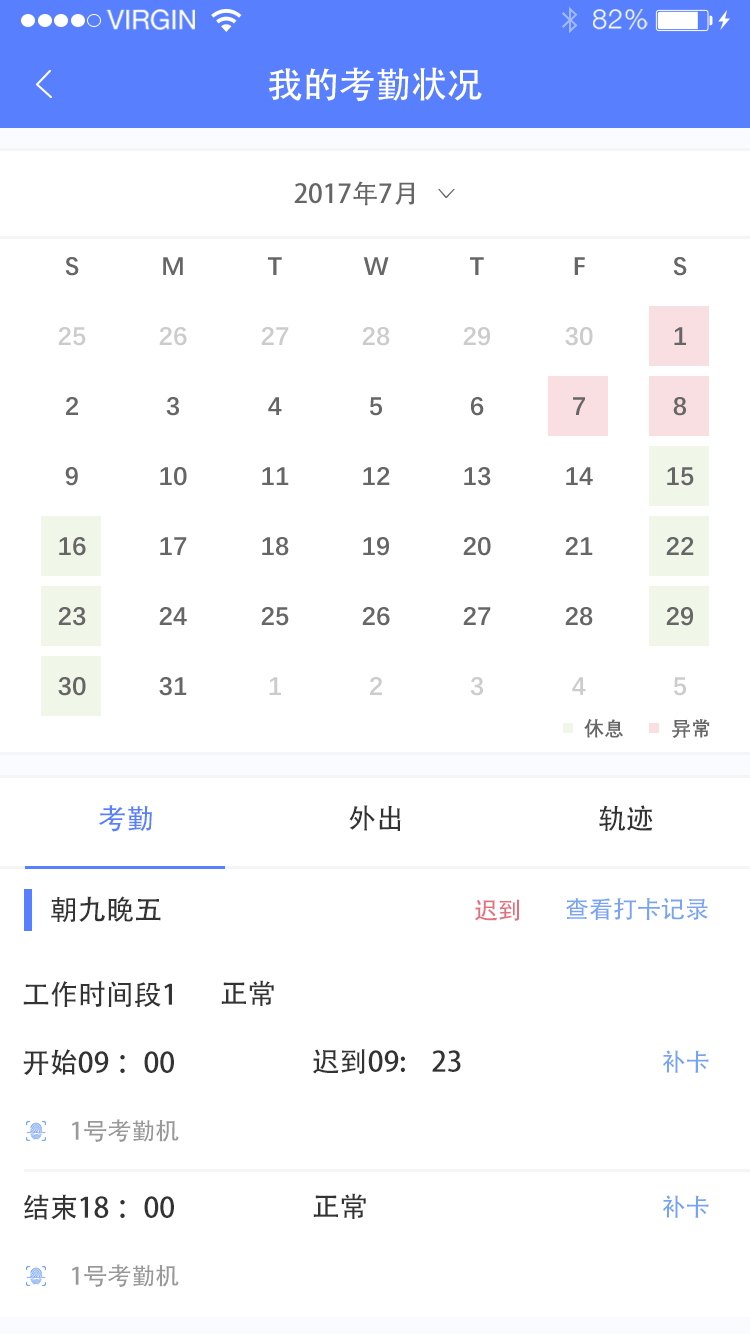 VIRGIN 82%
我的考勤状况
2017年7月
S M T W T F S
25 26 27 28 29 30 1
2 3 4 5 6 7 8
9 10 11 12 13 14 15
16 17 18 19 20 21 22
23 24 25 26 27 28 29
30 31 1 2 3 4 5
休息 异常
考勤 外出 轨迹
朝九晚五 迟到 查看打卡记录
工作时间段1 正常
开始09：00 迟到09: 23 补卡
1号考勤机
结束18：00 正常 补卡
1号考勤机